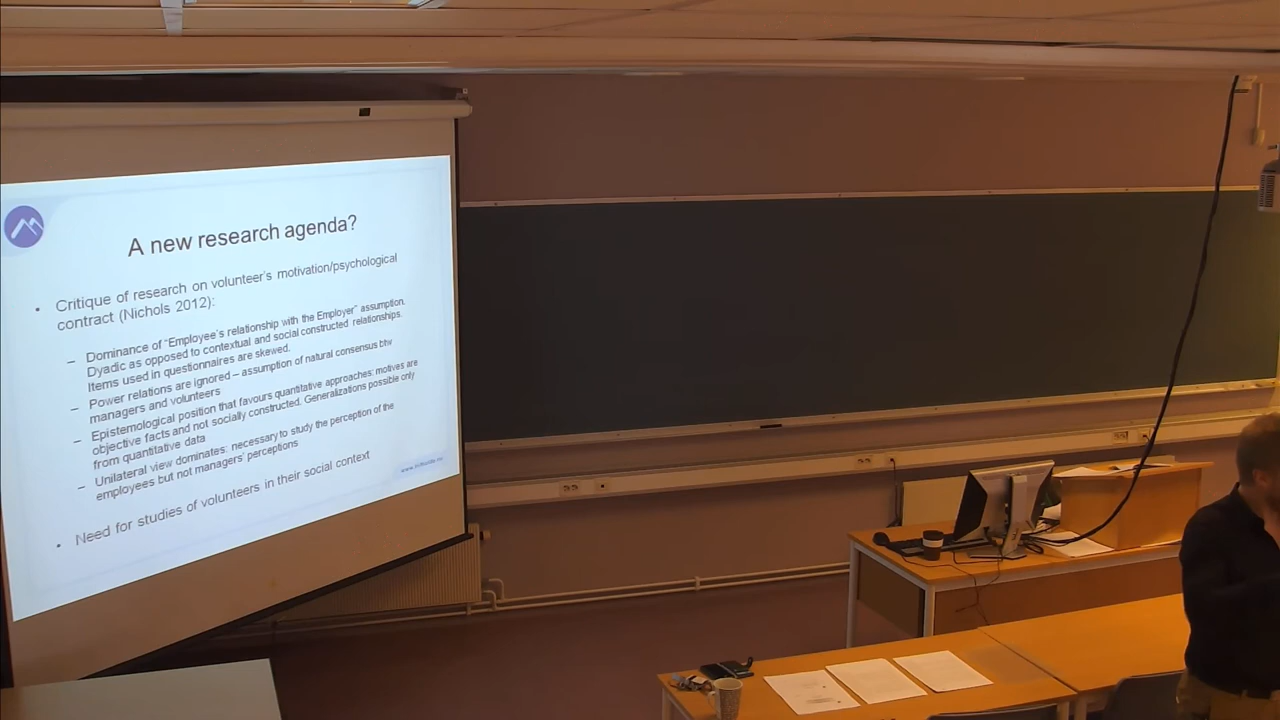 A new research agenda?
• Critique of research on volunteer's motivation/psychological
contract (Nichols 2012):
– Dominance of "Employee's relationship with the Employer" assumption.
Dyadic as opposed to contextual and social constructed relationships.
Items used in questionnaires are skewed.
– Power relations are ignored – assumption of natural consensus btw
managers and volunteers
– Epistemological position that favours quantitative approaches: motives are
objective facts and not socially constructed. Generalizations possible only
from quantitative data
– Unilateral view dominates: necessary to study the perception of the
employees but not managers' perceptions
• Need for studies of volunteers in their social context